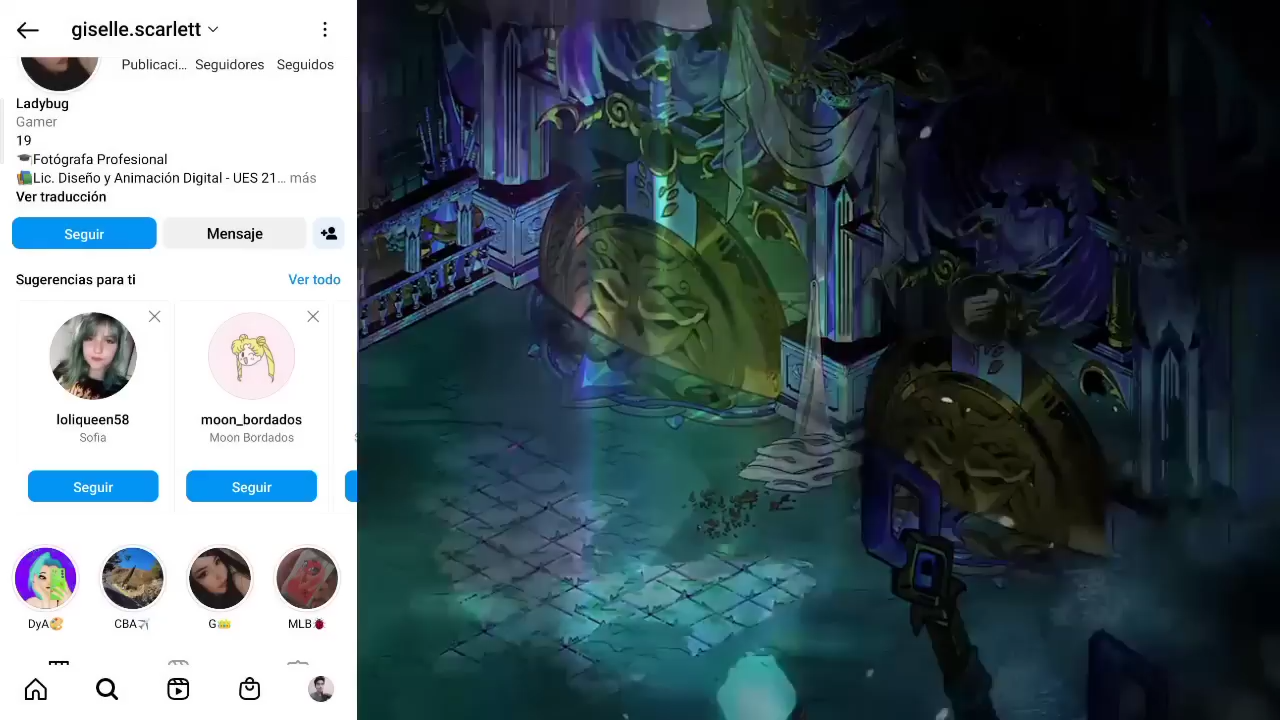 giselle.scarlett
Publicaci... Seguidores Seguidos
Ladybug
Gamer
19
🎓Fotógrafa Profesional
📚Lic. Diseño y Animación Digital - UES 21... más
Ver traducción
Seguir Mensaje
Sugerencias para ti Ver todo
loliqueen58 moon_bordados
Sofia Moon Bordados
Seguir Seguir
DyA🎨 CBA✈️ G👑 MLB🐞